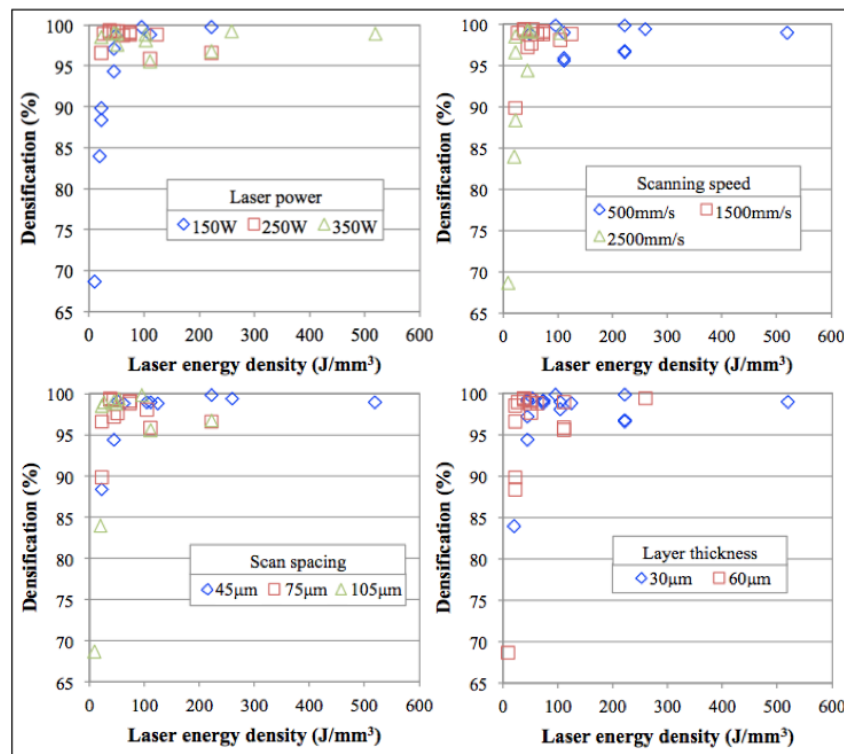 100
95
90
85
80
75
70
65
Densification (%)
Laser power
150W 250W 350W
0 100 200 300 400 500 600
Laser energy density (J/mm³)
100
95
90
85
80
75
70
65
Densification (%)
Scanning speed
500mm/s 1500mm/s
2500mm/s
0 100 200 300 400 500 600
Laser energy density (J/mm³)
100
95
90
85
80
75
70
65
Densification (%)
Scan spacing
45μm 75μm 105μm
0 100 200 300 400 500 600
Laser energy density (J/mm³)
100
95
90
85
80
75
70
65
Densification (%)
Layer thickness
30μm 60μm
0 100 200 300 400 500 600
Laser energy density (J/mm³)